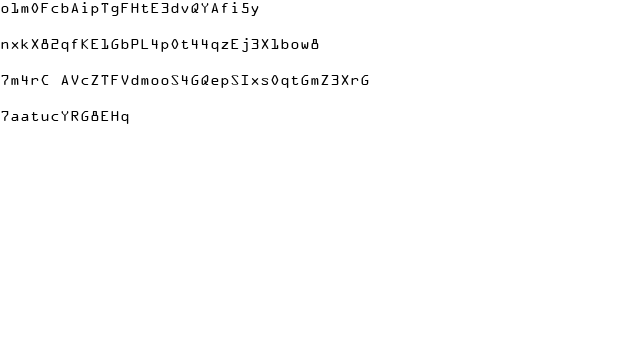 o1m0FcbAipTgFHtE3dvQYAfi5y
nxkX82qfKE1GbPL4p0t44qzEj3X1bow8
7m4rC AVcZTFVdmooS4GQepSIxs0qtGmZ3XrG
7aatucYRG8EHq